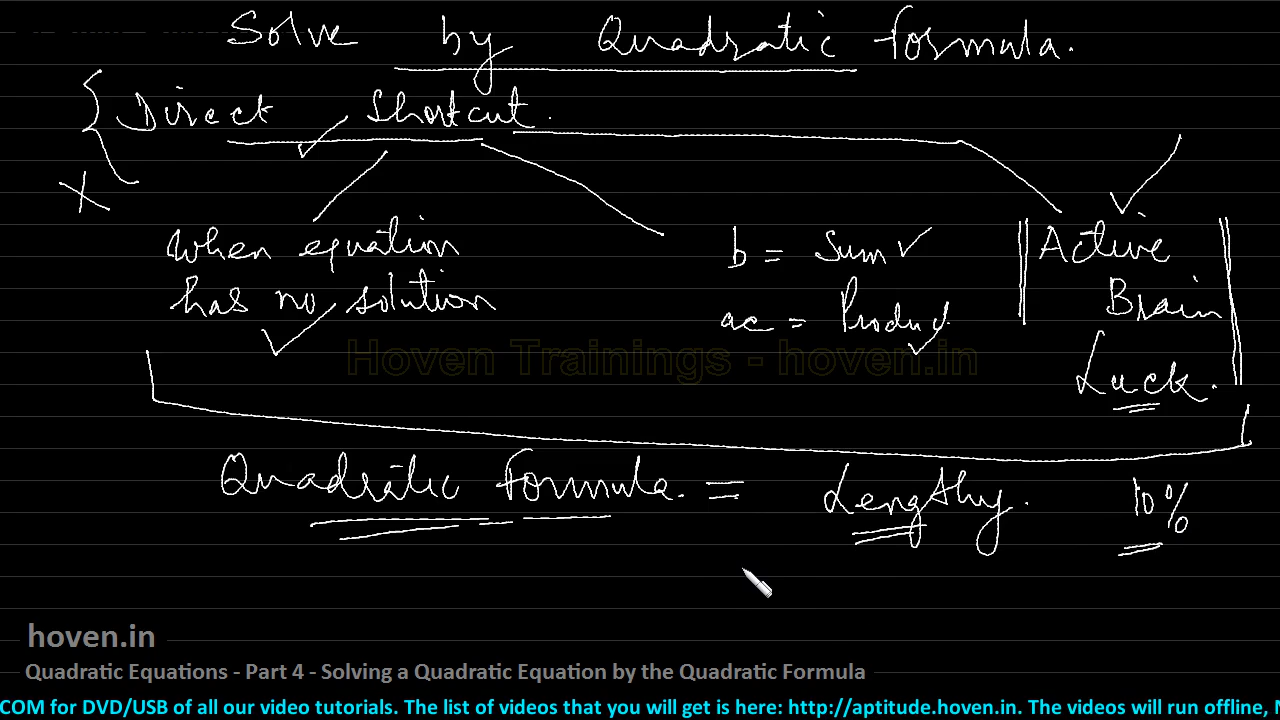 Solve by Quadratic formula.
Direct Shortcut.
When equation
has no solution
b = Sum
ac = Product
Active
Brain
Luck.
Hoven Trainings - hoven.in
Quadratic formula. = Lengthy. 10%
hoven.in
Quadratic Equations - Part 4 - Solving a Quadratic Equation by the Quadratic Formula
COM for DVD/USB of all our video tutorials. The list of videos that you will get is here: http://aptitude.hoven.in. The videos will run offline,